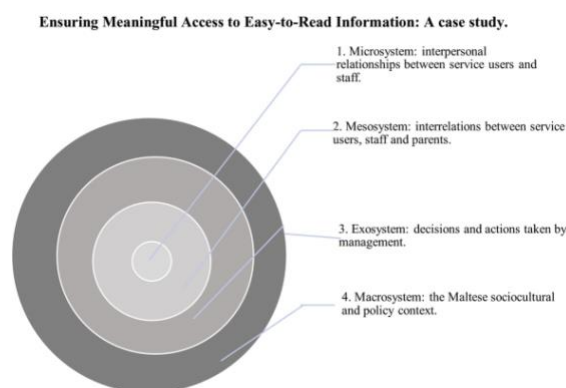 Ensuring Meaningful Access to Easy-to-Read Information: A case study.
1. Microsystem: interpersonal
relationships between service users and
staff.
2. Mesosystem: interrelations between service
users, staff and parents.
3. Exosystem: decisions and actions taken by
management.
4. Macrosystem: the Maltese sociocultural
and policy context.